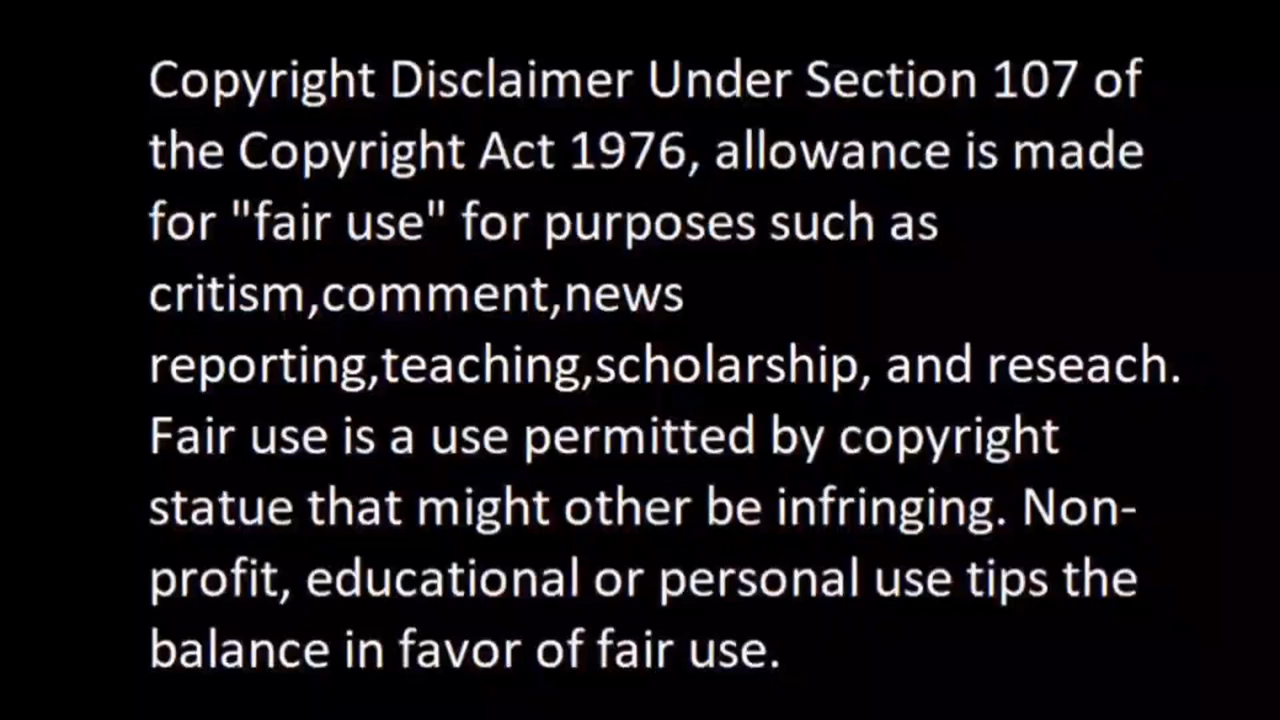 Copyright Disclaimer Under Section 107 of
the Copyright Act 1976, allowance is made
for "fair use" for purposes such as
critism,comment,news
reporting,teaching,scholarship, and reseach.
Fair use is a use permitted by copyright
statue that might other be infringing. Non-
profit, educational or personal use tips the
balance in favor of fair use.